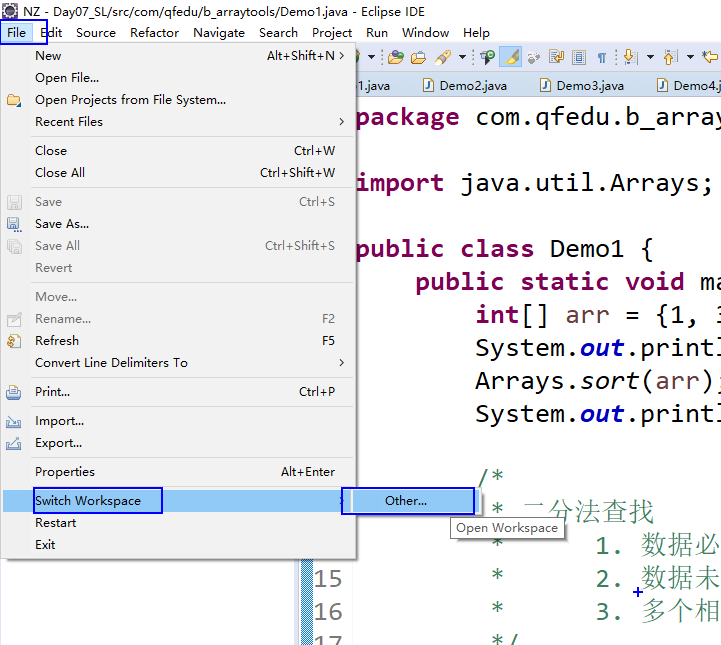 NZ - Day07_SL/src/com/qfedu/b_arraytools/Demo1.java - Eclipse IDE
File Edit Source Refactor Navigate Search Project Run Window Help
New Alt+Shift+N >
Open File...
Open Projects from File System...
Recent Files >
Close Ctrl+W
Close All Ctrl+Shift+W
Save Ctrl+S
Save As...
Save All Ctrl+Shift+S
Revert
Move...
Rename... F2
Refresh F5
Convert Line Delimiters To >
Print... Ctrl+P
Import...
Export...
Properties Alt+Enter
Switch Workspace >
Other...
Open Workspace
Restart
Exit
1.java Demo2.java Demo3.java Demo4.j
package com.qfedu.b_array
import java.util.Arrays;
public class Demo1 {
public static void ma
int[] arr = {1, 3
System.out.printl
Arrays.sort(arr);
System.out.printl
/*
* 二分法查找
* 1. 数据必
15 * 2. 数据未
16 * 3. 多个相
17 */